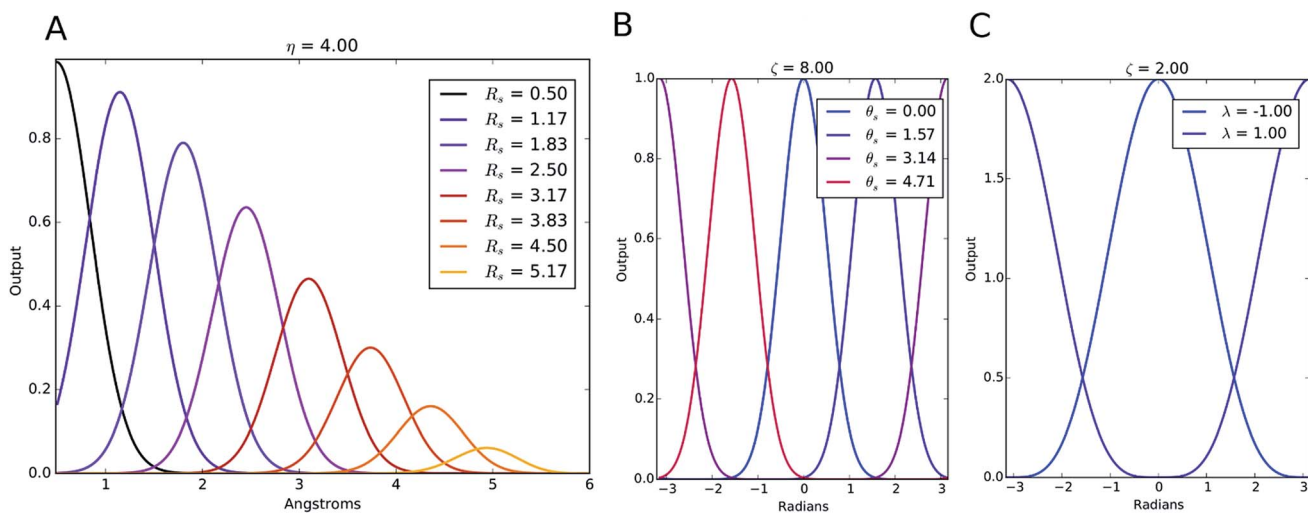 A
η = 4.00
Output
0.8
0.6
0.4
0.2
0.0
1 2 3 4 5 6
Angstroms
R_s = 0.50
R_s = 1.17
R_s = 1.83
R_s = 2.50
R_s = 3.17
R_s = 3.83
R_s = 4.50
R_s = 5.17
B
ζ = 8.00
Output
1.0
0.8
0.6
0.4
0.2
0.0
−3 −2 −1 0 1 2 3
Radians
θ_s = 0.00
θ_s = 1.57
θ_s = 3.14
θ_s = 4.71
C
ζ = 2.00
Output
2.0
1.5
1.0
0.5
0.0
−3 −2 −1 0 1 2 3
Radians
λ = -1.00
λ = 1.00